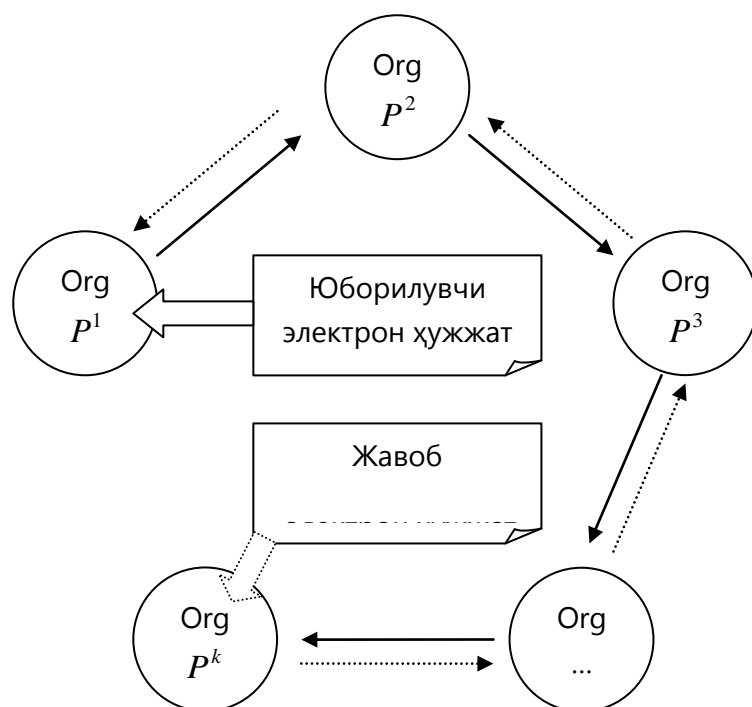 Org
P²
Org
P¹
Юборилувчи
электрон ҳужжат
Org
P³
Жавоб
Org
Pᵏ
Org
...